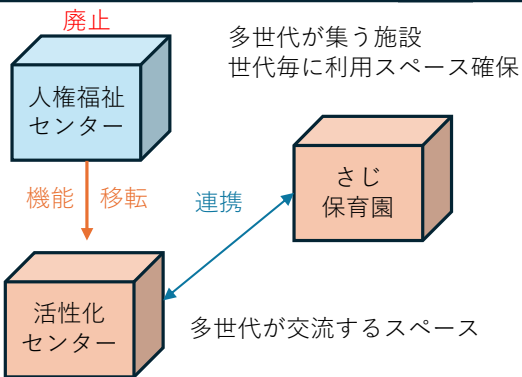 廃止
多世代が集う施設
世代毎に利用スペース確保
人権福祉
センター
さじ
保育園
機能 移転
連携
活性化
センター
多世代が交流するスペース